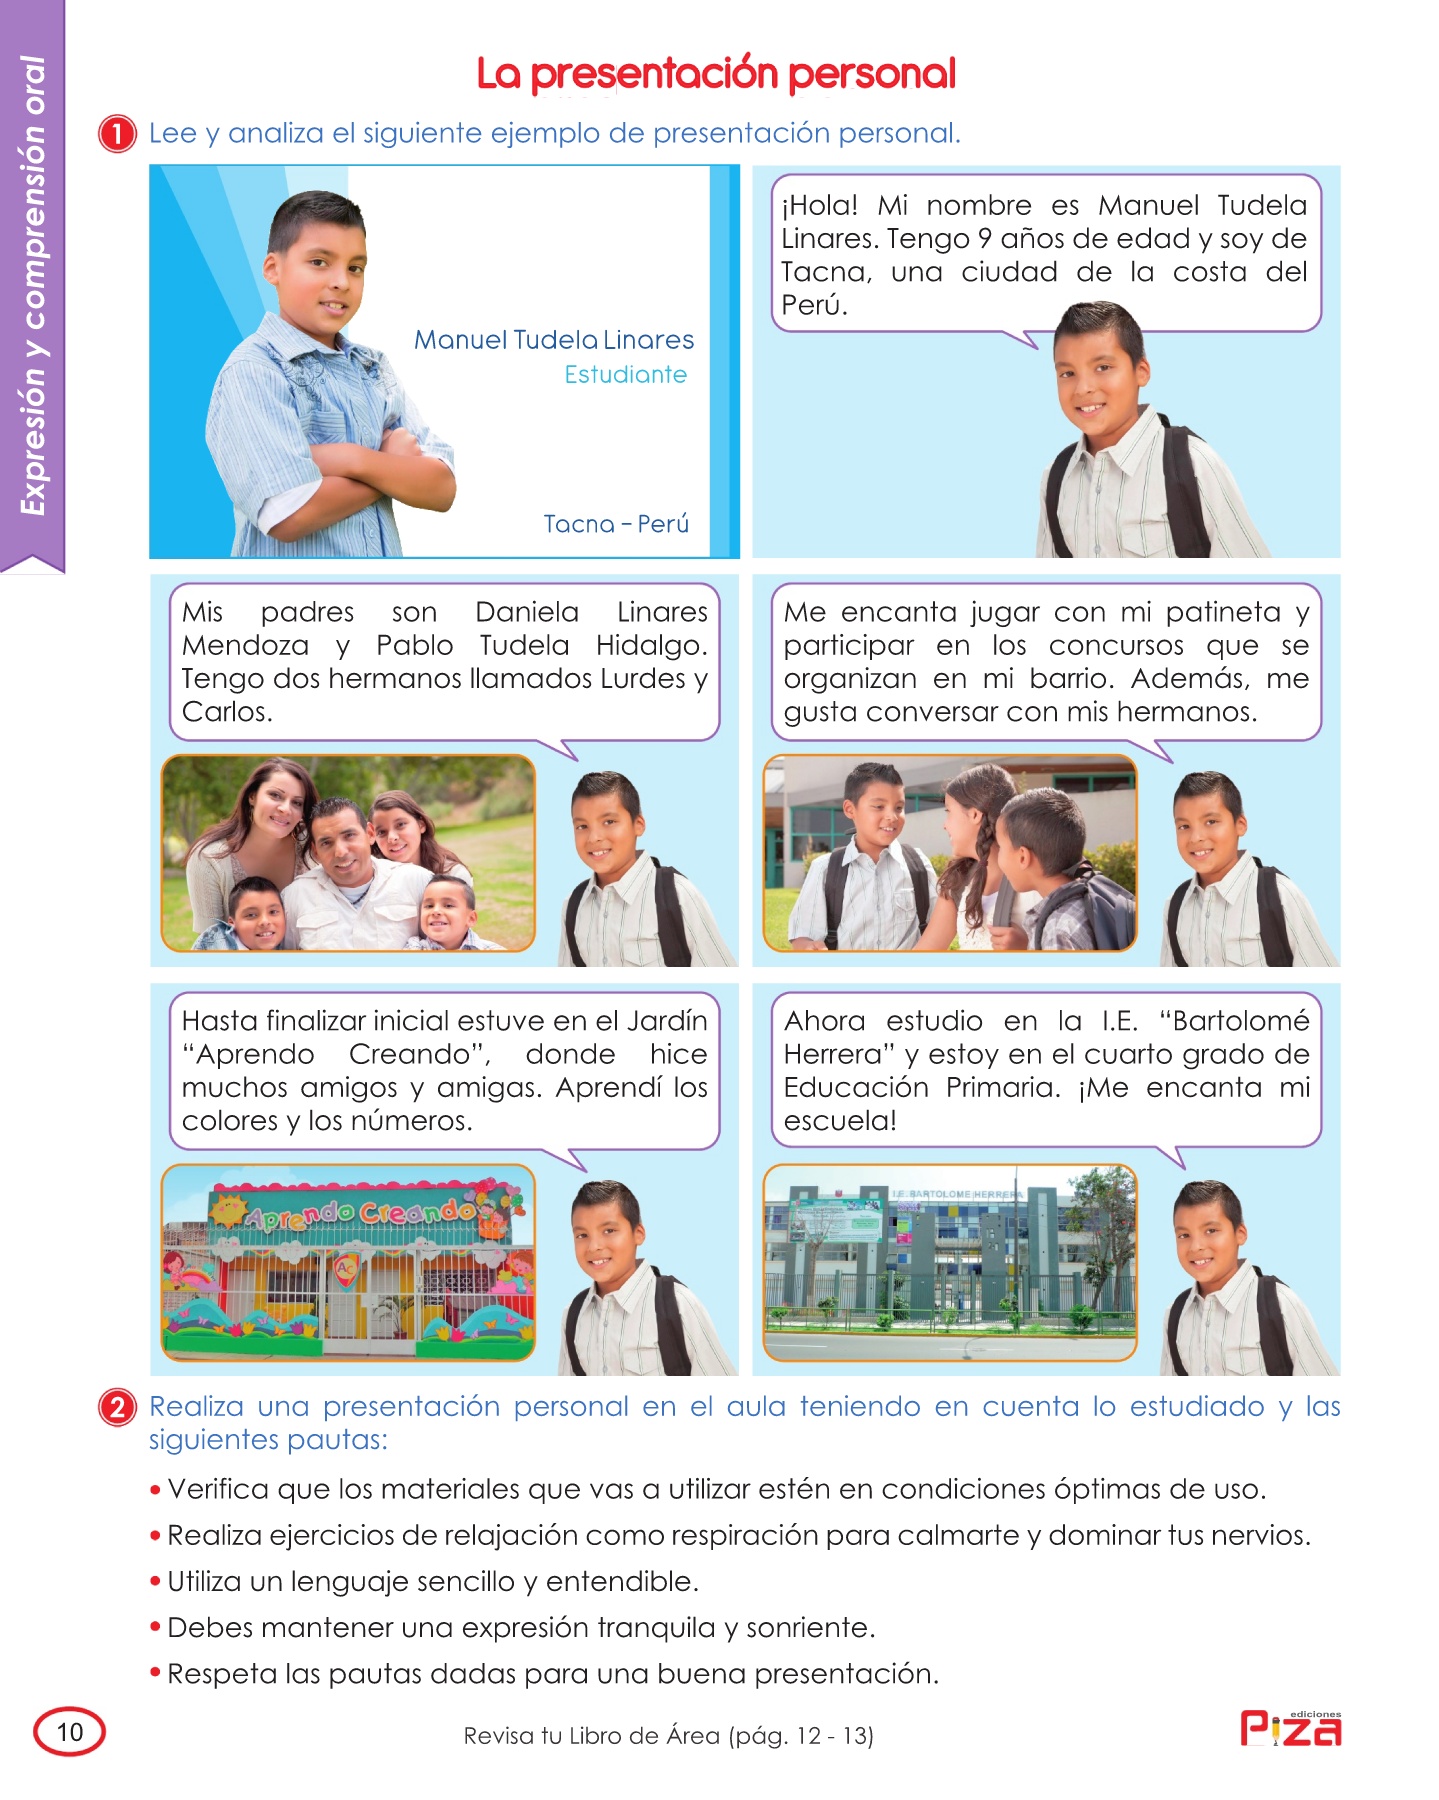 Expresión y comprensión oral
La presentación personal
1 Lee y analiza el siguiente ejemplo de presentación personal.
Manuel Tudela Linares
Estudiante
Tacna - Perú
¡Hola! Mi nombre es Manuel Tudela
Linares. Tengo 9 años de edad y soy de
Tacna, una ciudad de la costa del
Perú.
Mis padres son Daniela Linares
Mendoza y Pablo Tudela Hidalgo.
Tengo dos hermanos llamados Lurdes y
Carlos.
Me encanta jugar con mi patineta y
participar en los concursos que se
organizan en mi barrio. Además, me
gusta conversar con mis hermanos.
Hasta finalizar inicial estuve en el Jardín
“Aprendo Creando”, donde hice
muchos amigos y amigas. Aprendí los
colores y los números.
Aprendo Creando
AC
Ahora estudio en la I.E. “Bartolomé
Herrera” y estoy en el cuarto grado de
Educación Primaria. ¡Me encanta mi
escuela!
I.E. BARTOLOME HERRERA
2 Realiza una presentación personal en el aula teniendo en cuenta lo estudiado y las
siguientes pautas:
• Verifica que los materiales que vas a utilizar estén en condiciones óptimas de uso.
• Realiza ejercicios de relajación como respiración para calmarte y dominar tus nervios.
• Utiliza un lenguaje sencillo y entendible.
• Debes mantener una expresión tranquila y sonriente.
• Respeta las pautas dadas para una buena presentación.
10
Revisa tu Libro de Área (pág. 12 - 13)
ediciones
Piza